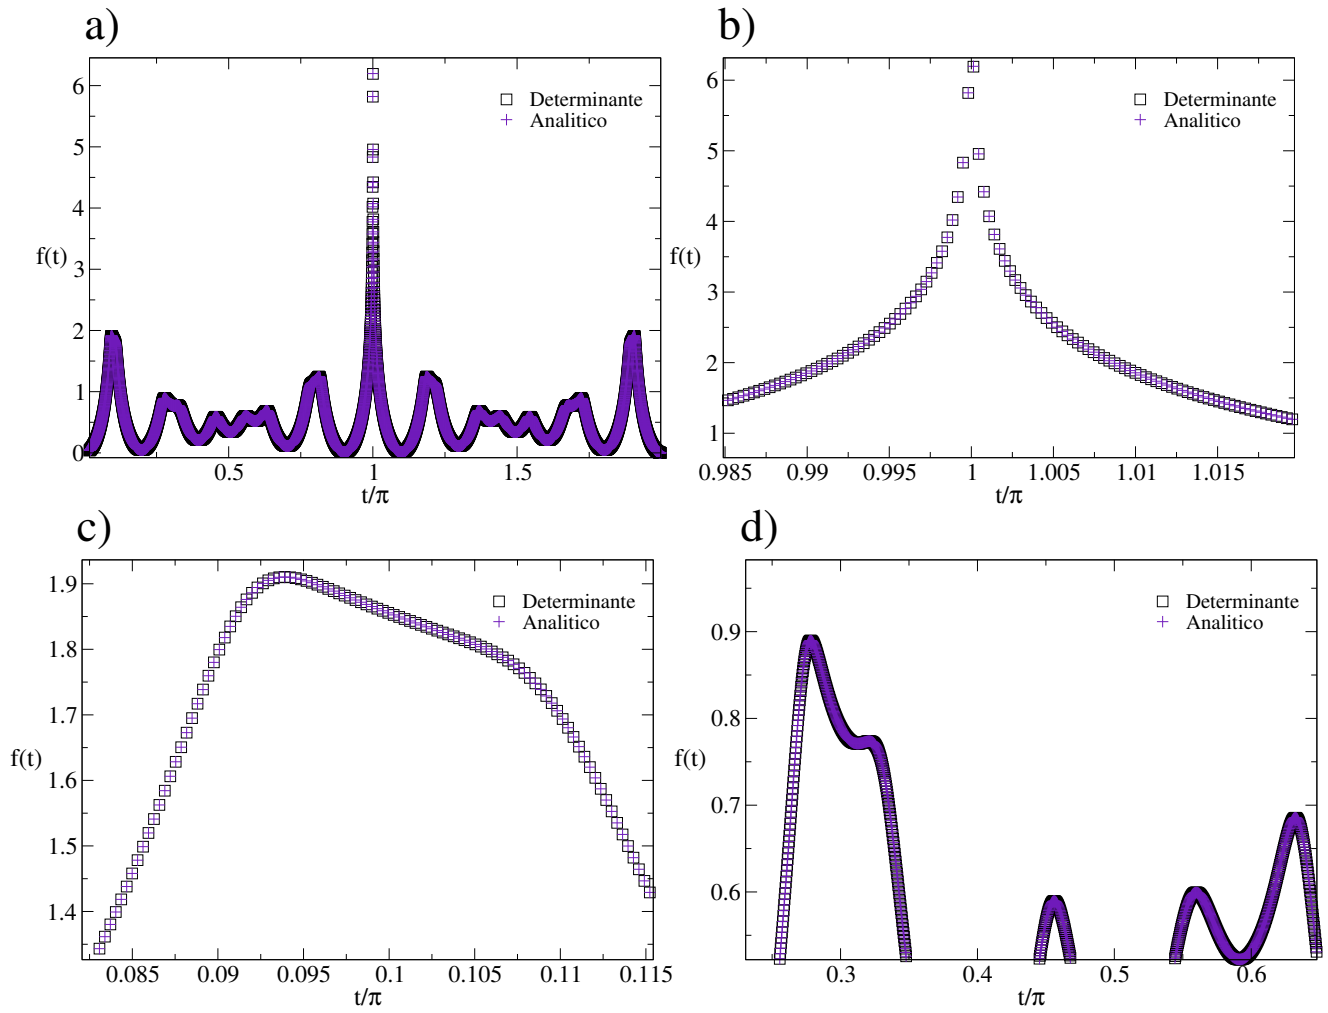 a)
6
5
4
f(t)
3
2
1
0
0.5
1
1.5
t/π
Determinante
Analitico
b)
6
5
4
f(t)
3
2
1
0.985
0.99
0.995
1
1.005
1.01
1.015
t/π
Determinante
Analitico
c)
1.9
1.8
1.7
f(t)
1.6
1.5
1.4
0.085
0.09
0.095
0.1
0.105
0.11
0.115
t/π
Determinante
Analitico
d)
0.9
0.8
f(t)
0.7
0.6
0.3
0.4
0.5
0.6
t/π
Determinante
Analitico